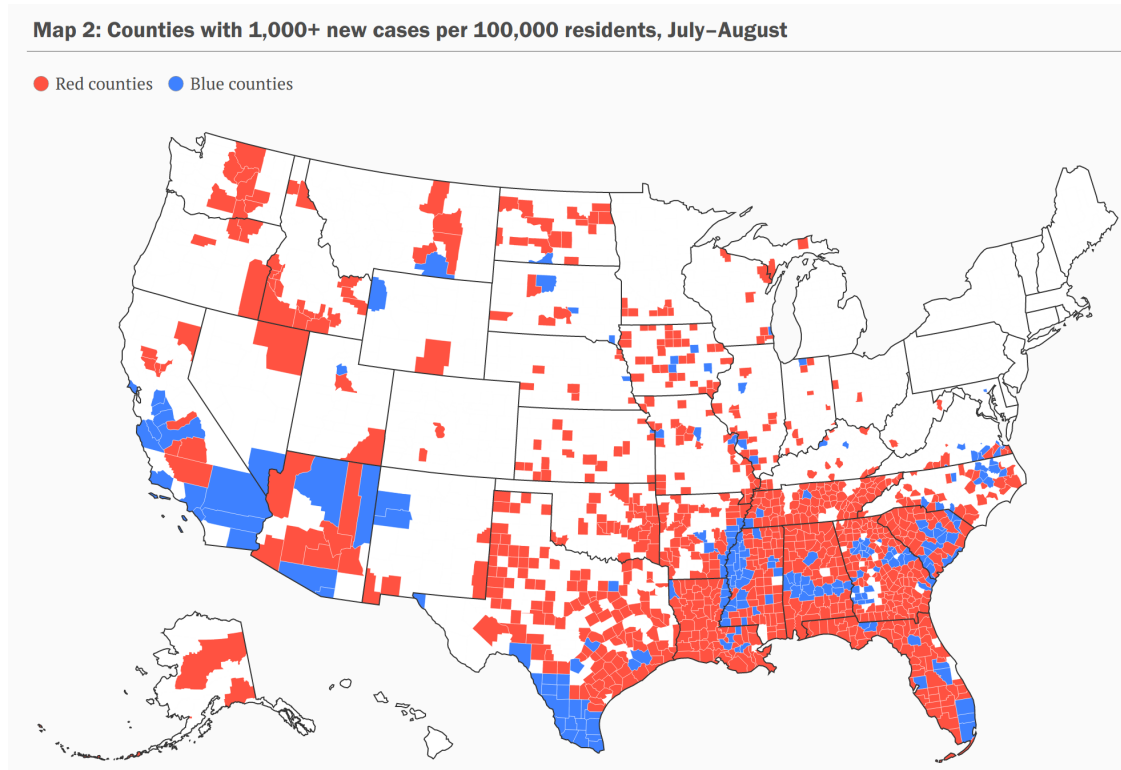 Map 2: Counties with 1,000+ new cases per 100,000 residents, July–August
Red counties Blue counties